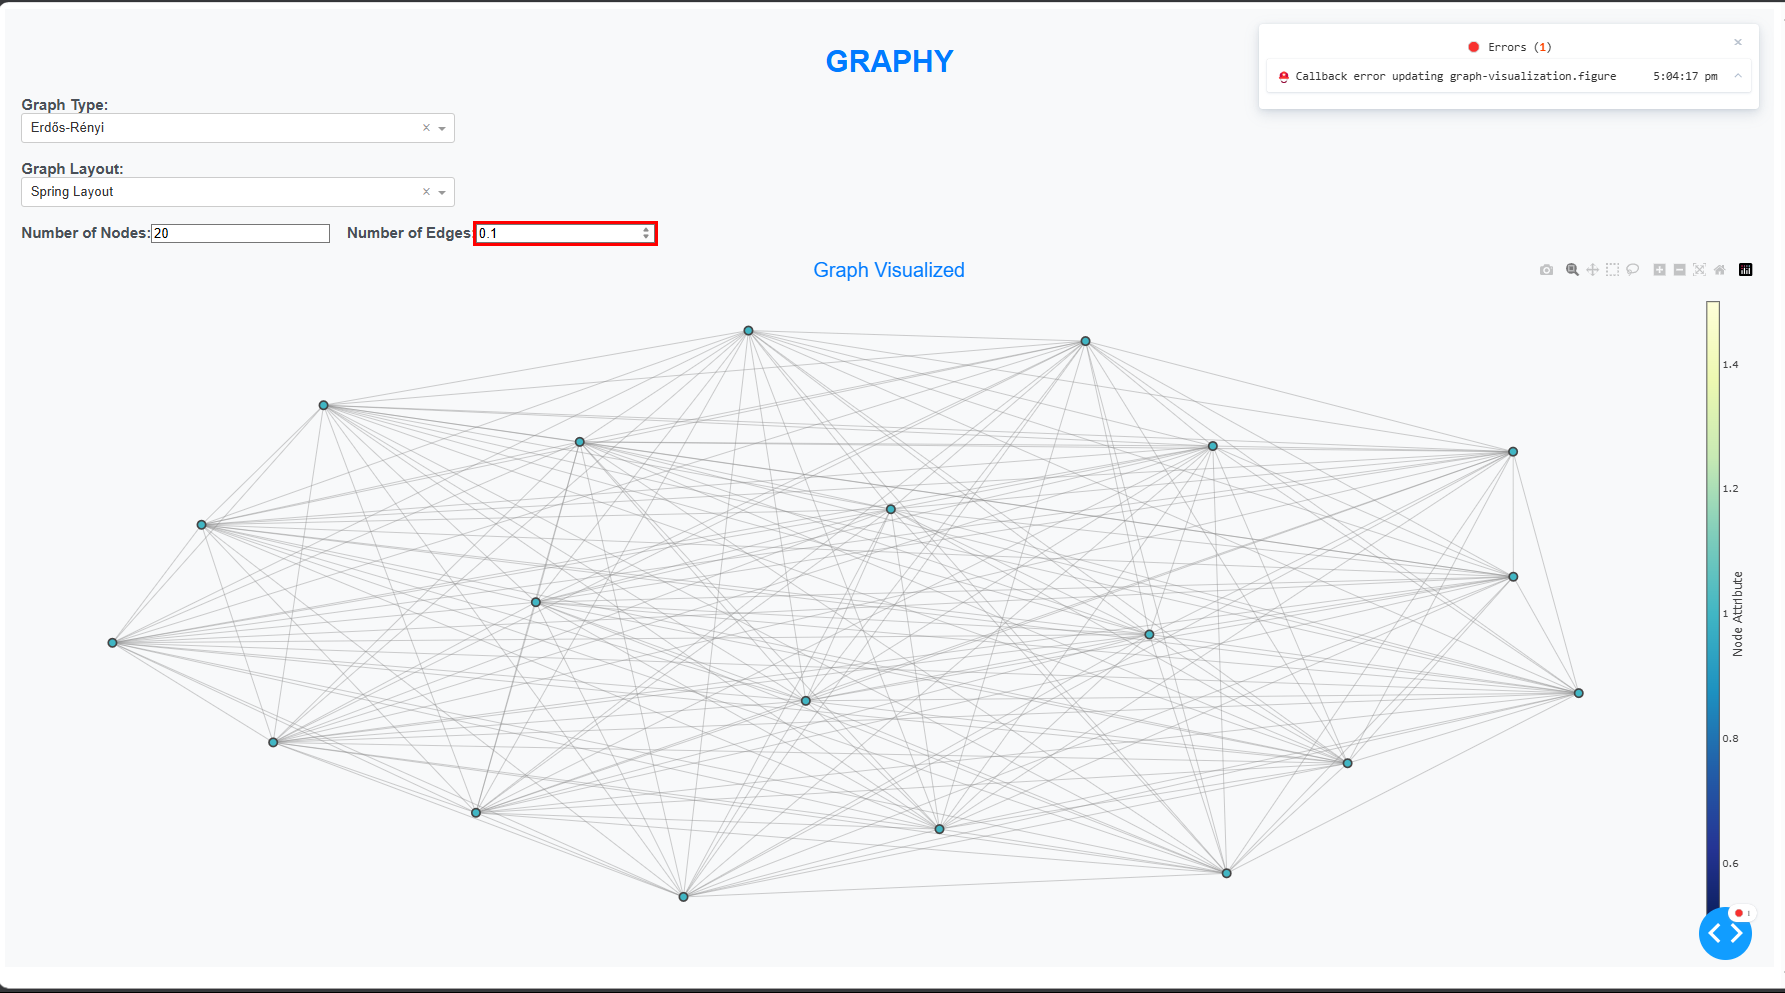 GRAPHY
Errors (1)
×
Callback error updating graph-visualization.figure 5:04:17 pm
Graph Type:
Erdős-Rényi
×
Graph Layout:
Spring Layout
×
Number of Nodes: 20 Number of Edges: 0.1
Graph Visualized
1.4
1.2
1
0.8
0.6
Node Attribute
1